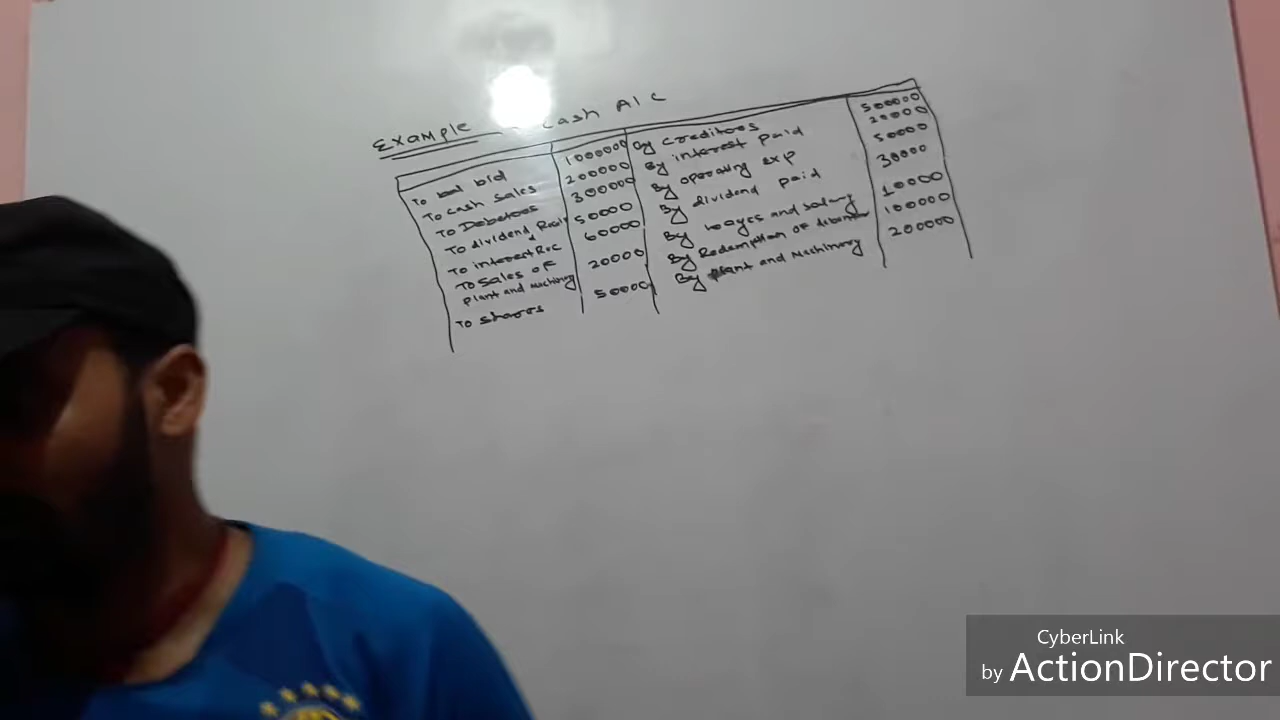 Example Cash A/C
To bal b/d 1000000
To cash sales 200000
To Debetors 300000
To dividend 50000
To interest Rec 60000
To sales of
plant and Machinery 20000
To shares 50000
By creditors 500000
By interest paid 20000
By operating exp 50000
By dividend paid 30000
By wages and salary 10000
By Redemption of 100000
By plant and Machinery 200000
CyberLink
by ActionDirector